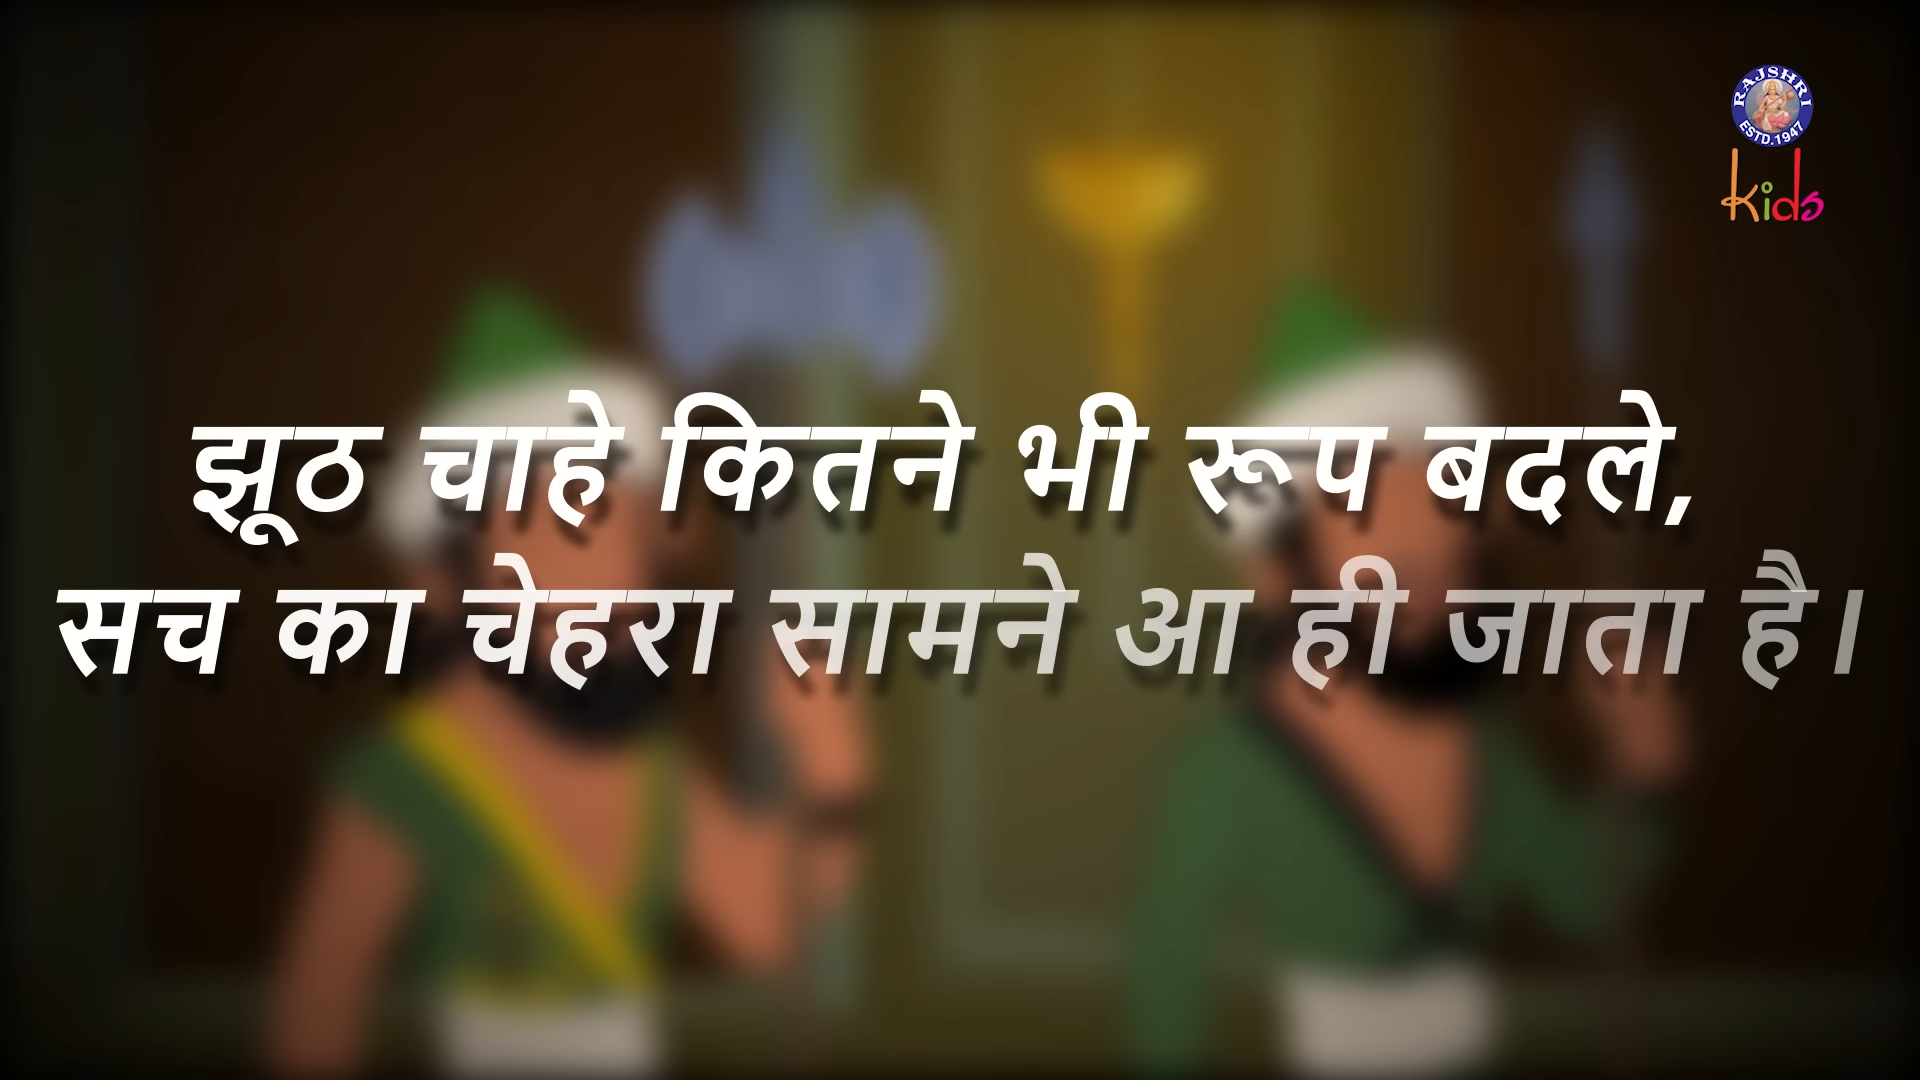 RAJSHRI
ESTD.1947
kids
झूठ चाहे कितने भी रूप बदले,
सच का चेहरा सामने आ ही जाता है।